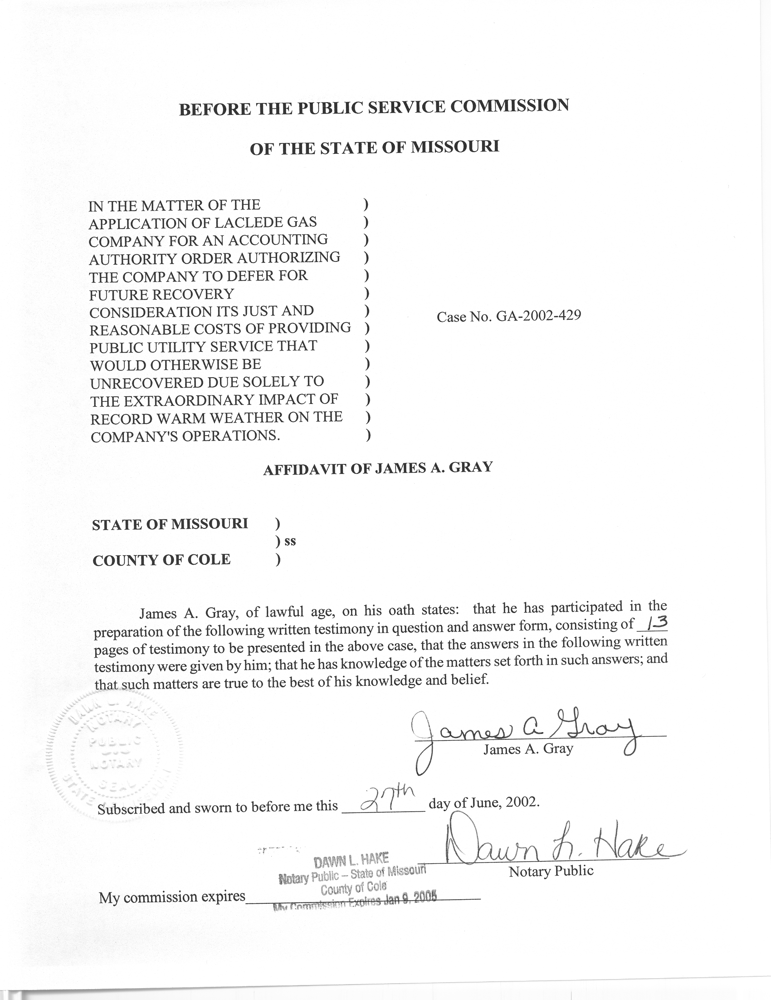 BEFORE THE PUBLIC SERVICE COMMISSION
OF THE STATE OF MISSOURI
IN THE MATTER OF THE )
APPLICATION OF LACLEDE GAS )
COMPANY FOR AN ACCOUNTING )
AUTHORITY ORDER AUTHORIZING )
THE COMPANY TO DEFER FOR )
FUTURE RECOVERY )
CONSIDERATION ITS JUST AND ) Case No. GA-2002-429
REASONABLE COSTS OF PROVIDING )
PUBLIC UTILITY SERVICE THAT )
WOULD OTHERWISE BE )
UNRECOVERED DUE SOLELY TO )
THE EXTRAORDINARY IMPACT OF )
RECORD WARM WEATHER ON THE )
COMPANY'S OPERATIONS. )
AFFIDAVIT OF JAMES A. GRAY
STATE OF MISSOURI )
) ss
COUNTY OF COLE )
James A. Gray, of lawful age, on his oath states: that he has participated in the
preparation of the following written testimony in question and answer form, consisting of 13
pages of testimony to be presented in the above case, that the answers in the following written
testimony were given by him; that he has knowledge of the matters set forth in such answers; and
that such matters are true to the best of his knowledge and belief.
DAWN L. HAKE
NOTARY
PUBLIC
NOTARY
SEAL
STATE OF MISSOURI
James A Gray
James A. Gray
Subscribed and sworn to before me this 27th day of June, 2002.
Dawn L. Hake
Notary Public
DAWN L. HAKE
Notary Public – State of Missouri
County of Cole
My commission expires
My Commission Expires Jan 9, 2005